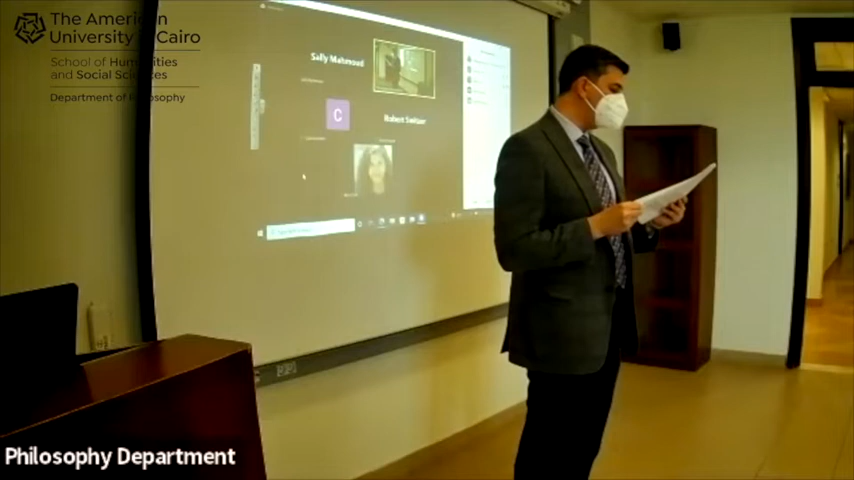 The American
University in Cairo
School of Humanities
and Social Sciences
Department of Philosophy
Sally Mahmoud
C
Robert Switzer
Philosophy Department